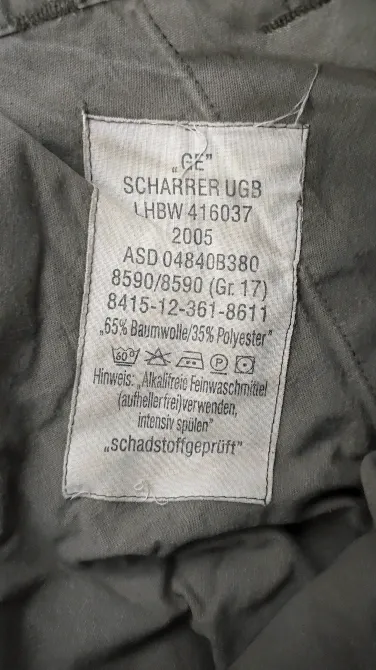 „GE"
SCHARRER UGB
LHBW 416037
2005
ASD 04840B380
8590/8590 (Gr. 17)
8415-12-361-8611
„65% Baumwolle/35% Polyester"
60° P
Hinweis: „Alkalifreie Feinwaschmittel
(aufhellerfrei)verwenden,
intensiv spülen"
„schadstoffgeprüft"